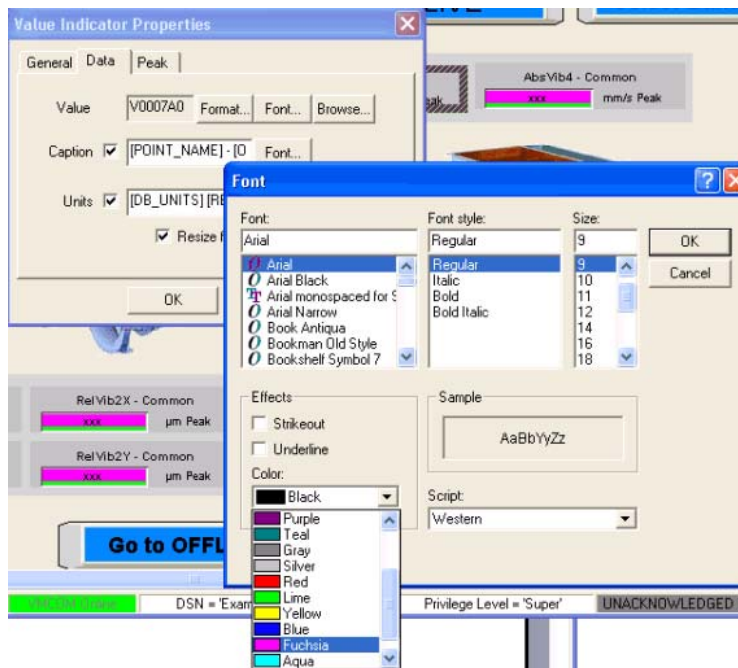 Value Indicator Properties
General Data Peak
Value V0007A0 Format... Font... Browse...
Caption [POINT_NAME] - [O Font...
Units [DB_UNITS] [RE
Resize f
OK
AbsVib4 - Common
xxx mm/s Peak
Font
Font: Font style: Size:
Arial Regular 9 OK
Cancel
Arial
Arial Black
Arial monospaced for S
Arial Narrow
Book Antiqua
Bookman Old Style
Bookshelf Symbol 7
Regular
Italic
Bold
Bold Italic
9
10
11
12
14
16
18
Effects
Strikeout
Underline
Color:
Black
Purple
Teal
Gray
Silver
Red
Lime
Yellow
Blue
Fuchsia
Aqua
Sample
AaBbYyZz
Script:
Western
RelVib2X - Common
xxx µm Peak
RelVib2Y - Common
xxx µm Peak
Go to OFFL
VMCOM Online DSN = 'Exam Privilege Level = 'Super' UNACKNOWLEDGED